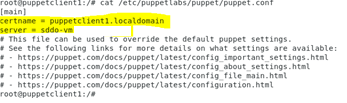 root@puppetclient1:/# cat /etc/puppetlabs/puppet/puppet.conf
[main]
certname = puppetclient1.localdomain
server = sddo-vm
# This file can be used to override the default puppet settings.
# See the following links for more details on what settings are available:
# - https://puppet.com/docs/puppet/latest/config_important_settings.html
# - https://puppet.com/docs/puppet/latest/config_about_settings.html
# - https://puppet.com/docs/puppet/latest/config_file_main.html
# - https://puppet.com/docs/puppet/latest/configuration.html
root@puppetclient1:/#